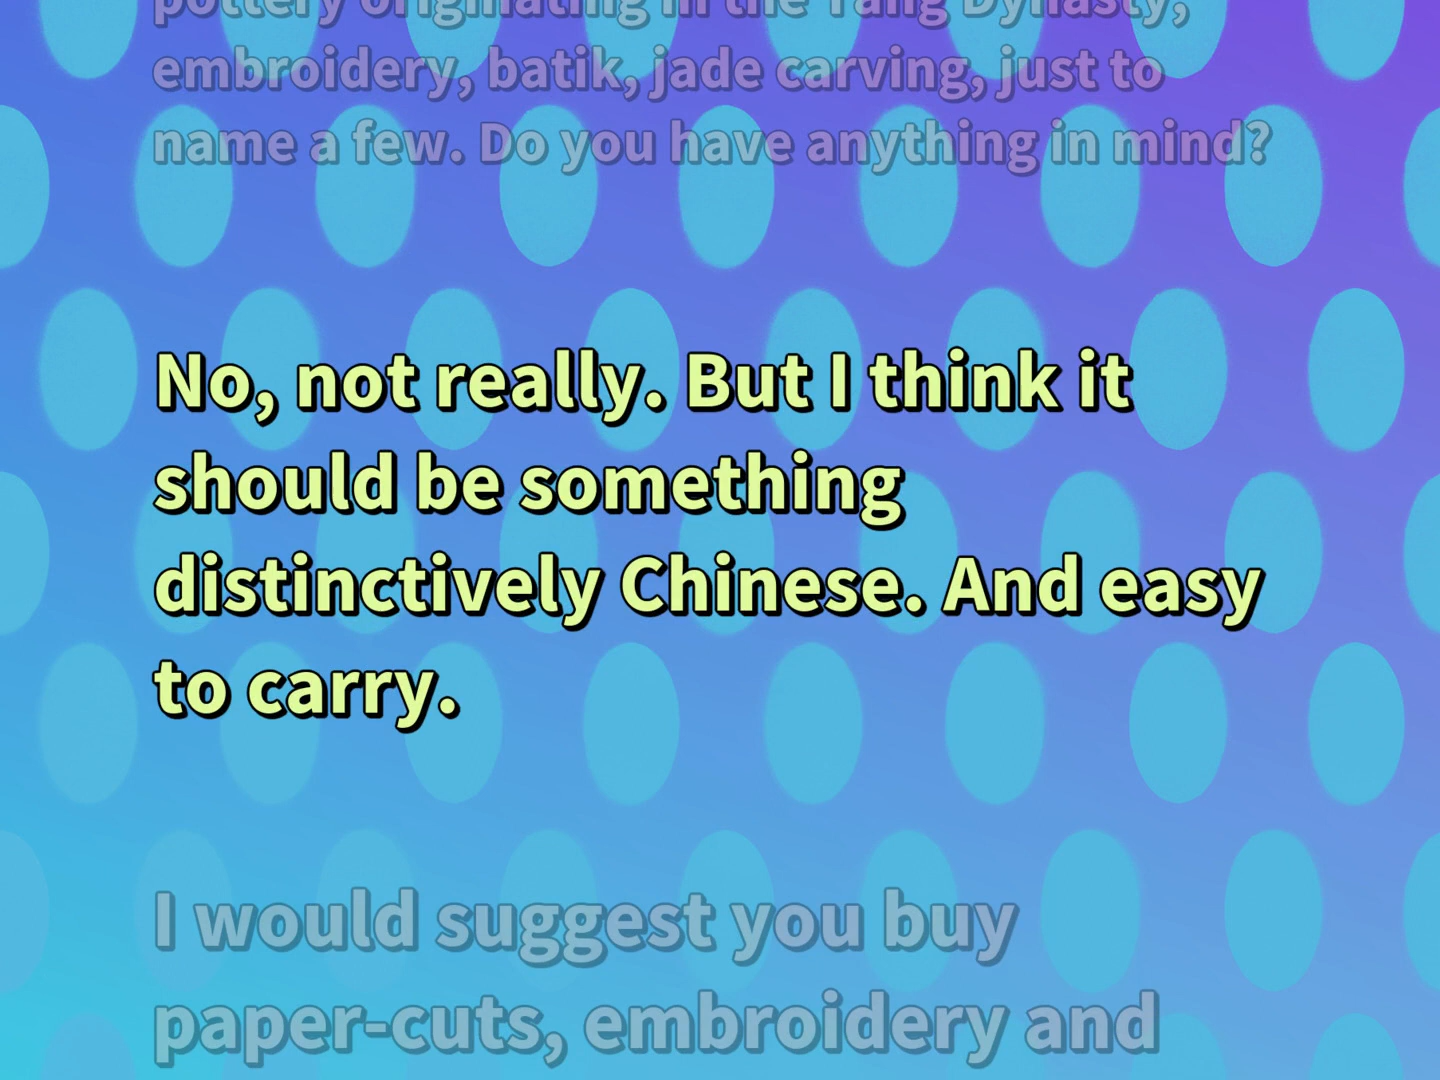 pottery originating in the Tang Dynasty,
embroidery, batik, jade carving, just to
name a few. Do you have anything in mind?
No, not really. But I think it
should be something
distinctively Chinese. And easy
to carry.
I would suggest you buy
paper-cuts, embroidery and